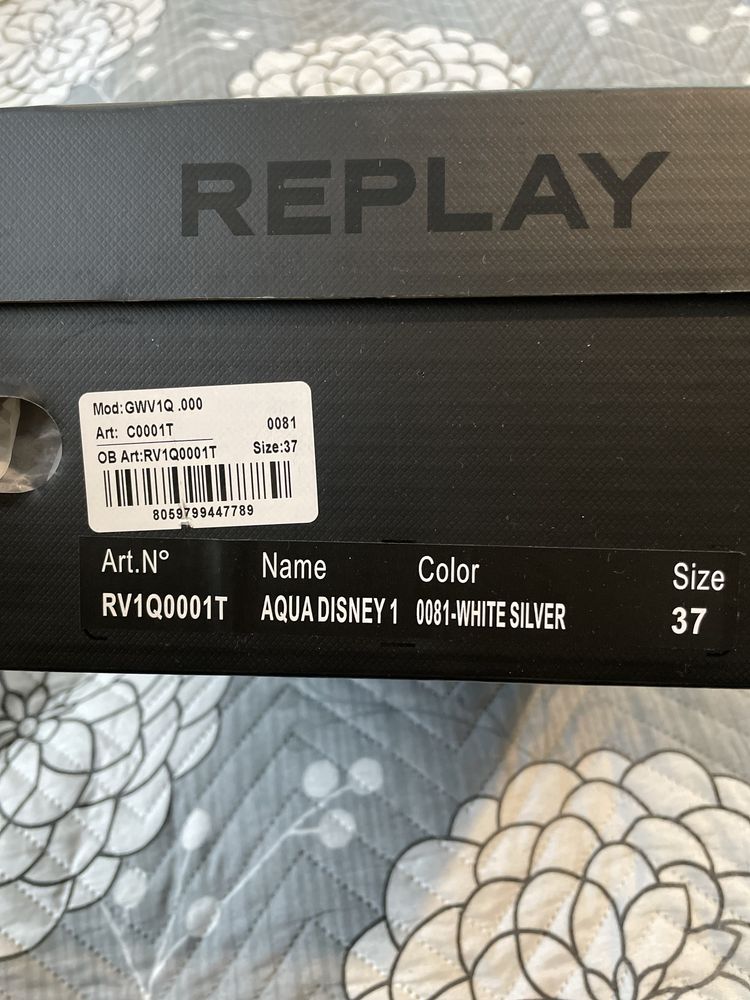 REPLAY
Mod:GWV1Q .000
Art: C0001T 0081
OB Art:RV1Q0001T Size:37
8059799447789
Art.Nº Name Color Size
RV1Q0001T AQUA DISNEY 1 0081-WHITE SILVER 37